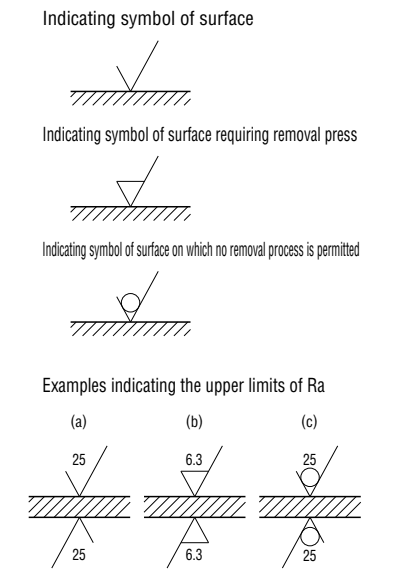 Indicating symbol of surface
Indicating symbol of surface requiring removal press
Indicating symbol of surface on which no removal process is permitted
Examples indicating the upper limits of Ra
(a) (b) (c)
25 6.3 25
25 6.3 25